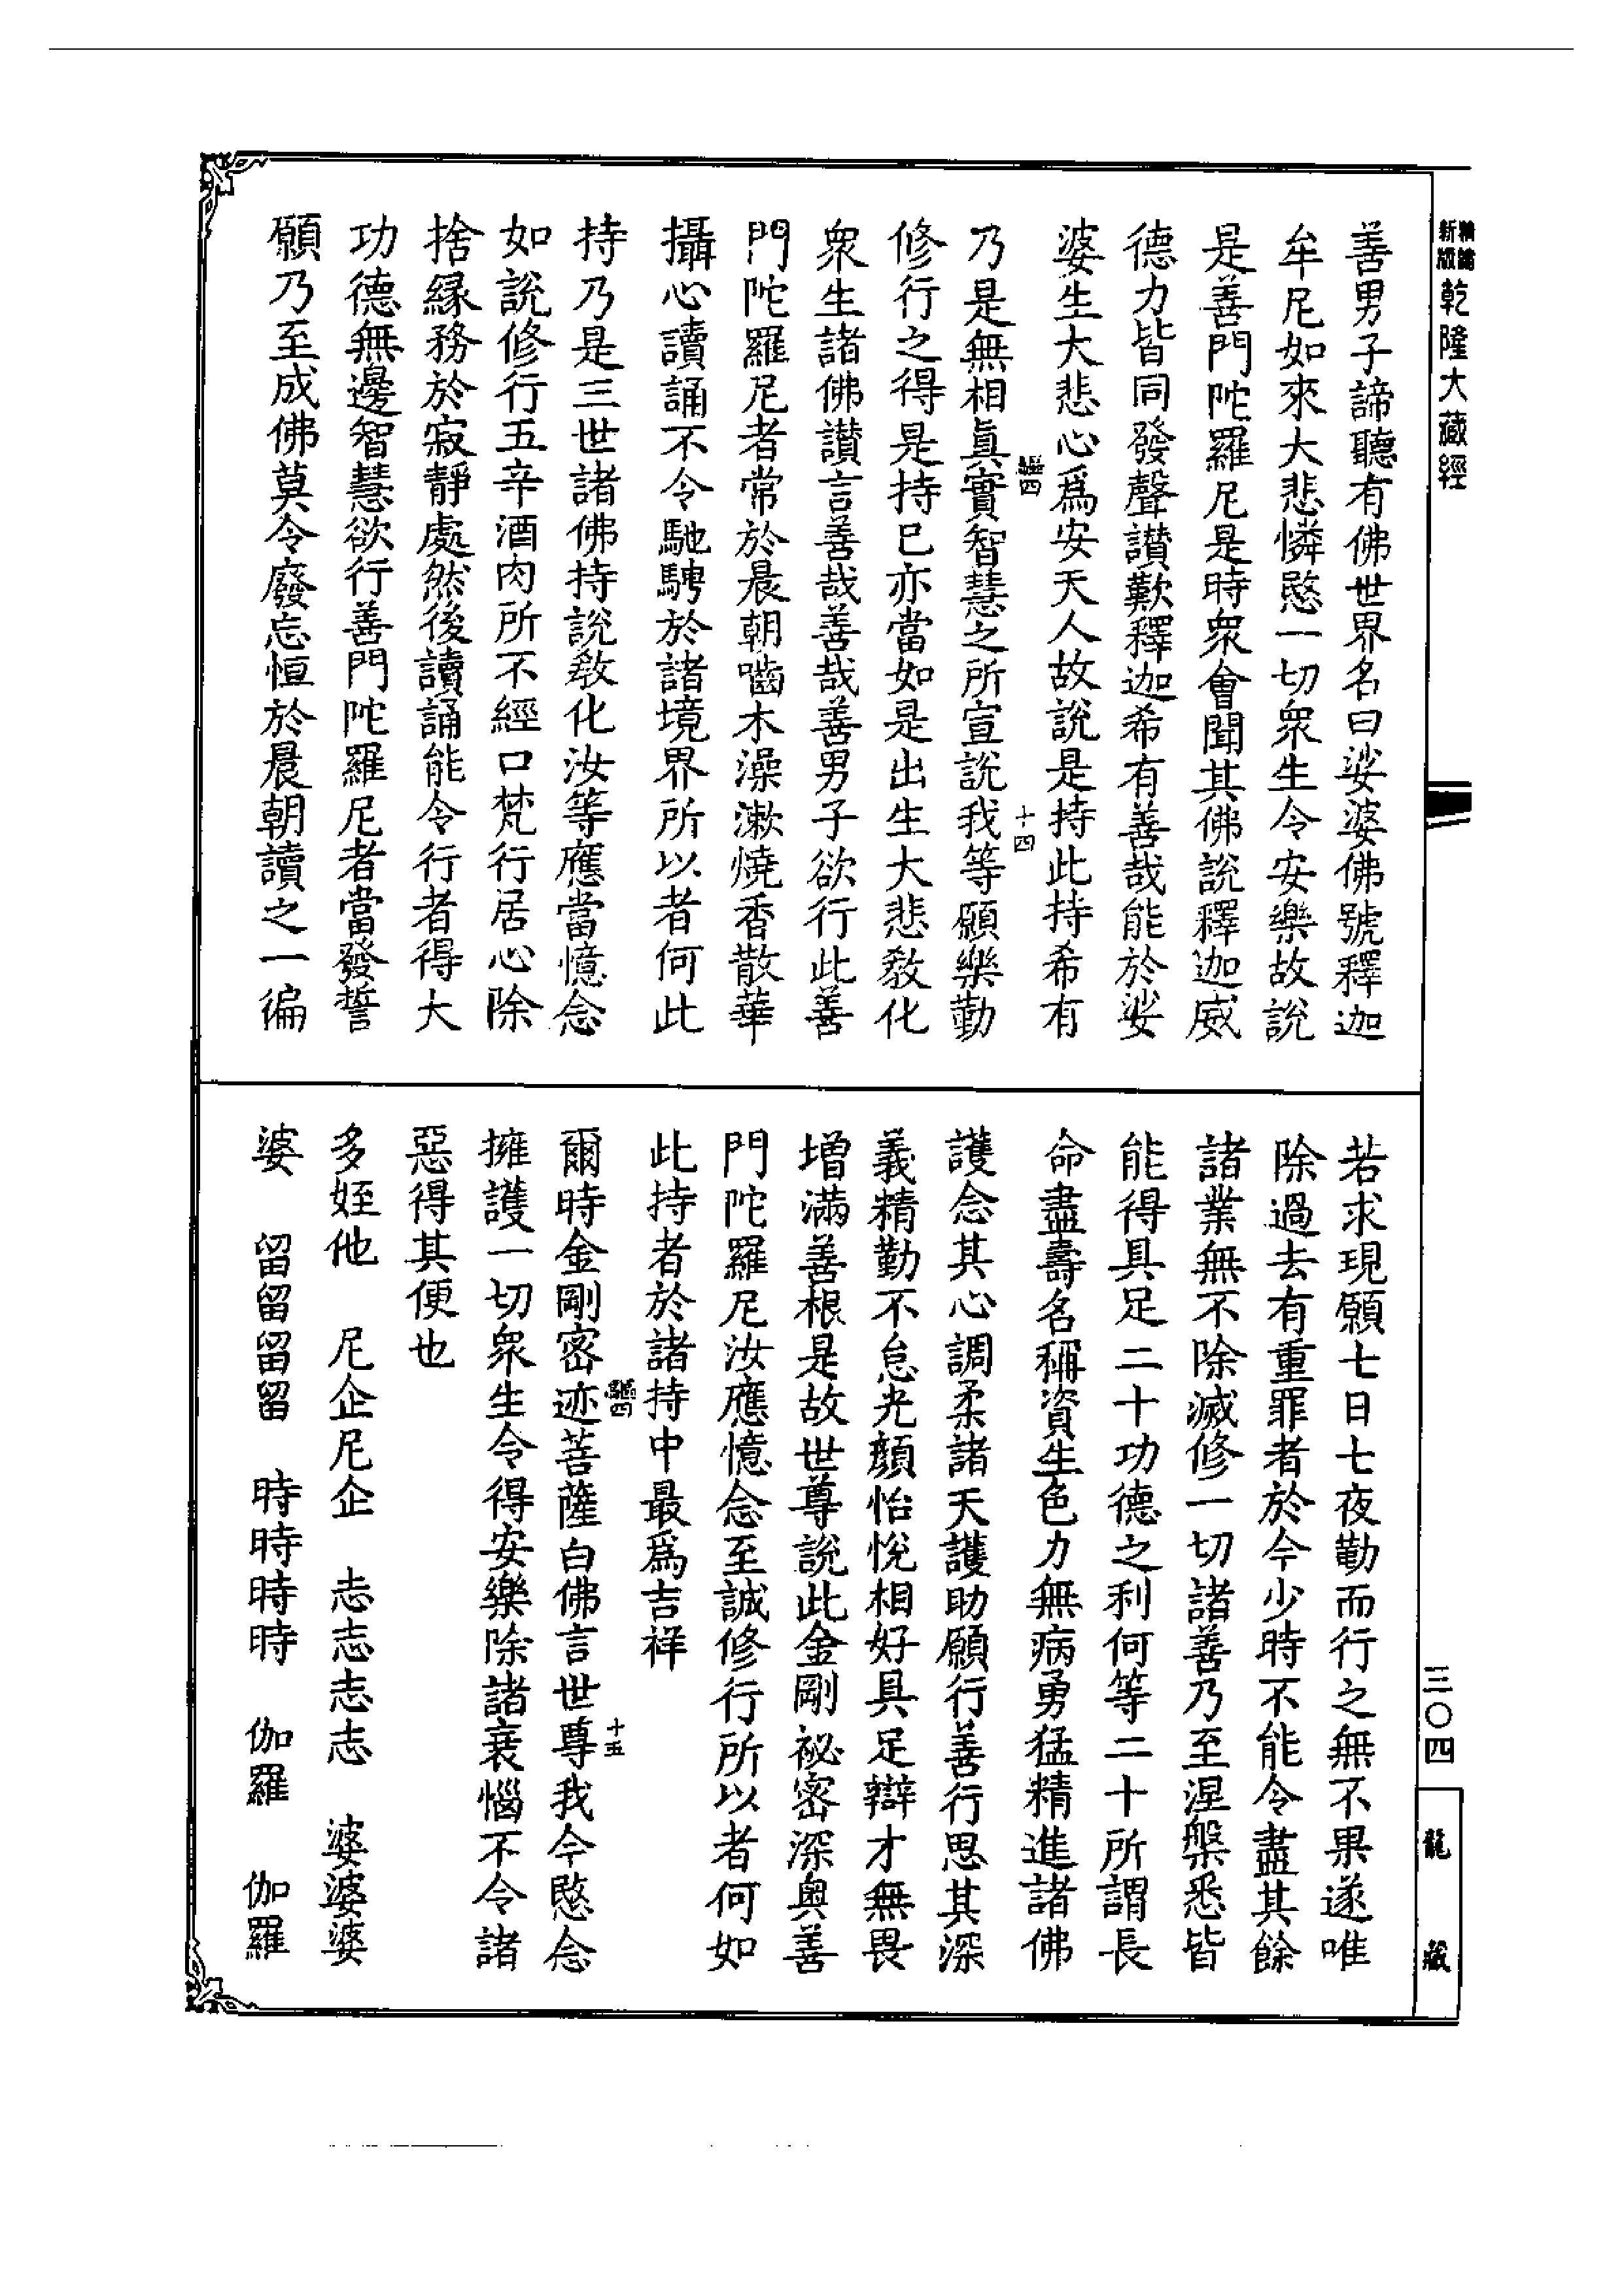 新版 精繕 乾隆大藏經
善男子諦聽有佛世界名曰娑婆佛號釋迦
牟尼如來大悲憐愍一切衆生令安樂故說
是善門陀羅尼是時衆會聞其佛說釋迦威
德力皆同發聲讃歎釋迦希有善哉能於娑
婆生大悲心爲安天人故說是持此持希有
驅四 十四
乃是無相眞實智慧之所宣說我等願樂勤
修行之得是持已亦當如是出生大悲敎化
衆生諸佛讃言善哉善哉善男子欲行此善
門陀羅尼者常於晨朝嚙木澡漱燒香散華
攝心讀誦不令馳騁於諸境界所以者何此
持乃是三世諸佛持說敎化汝等應當憶念
如說修行五辛酒肉所不經口梵行居心除
捨緣務於寂靜處然後讀誦能令行者得大
功德無邊智慧欲行善門陀羅尼者當發誓
願乃至成佛莫令廢忘恒於晨朝讀之一徧
若求現願七日七夜勤而行之無不果遂唯
除過去有重罪者於今少時不能令盡其餘
諸業無不除滅修一切諸善乃至涅槃悉皆
能得具足二十功德之利何等二十所謂長
命盡壽名稱資生色力無病勇猛精進諸佛
護念其心調柔諸天護助願行善行思其深
義精勤不怠光顏怡悅相好具足辯才無畏
增滿善根是故世尊說此金剛祕密深奧善
門陀羅尼汝應憶念至誠修行所以者何如
此持者於諸持中最爲吉祥
驅四 十五
爾時金剛密迹菩薩白佛言世尊我今愍念
擁護一切衆生令得安樂除諸衰惱不令諸
惡得其便也
多姪他 尼企尼企 志志志志 婆婆婆
婆 留留留留 時時時時 伽羅 伽羅
三〇四
龍藏